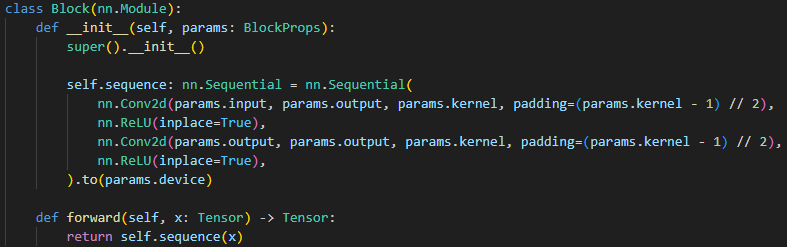 class Block(nn.Module):
    def __init__(self, params: BlockProps):
        super().__init__()

        self.sequence: nn.Sequential = nn.Sequential(
            nn.Conv2d(params.input, params.output, params.kernel, padding=(params.kernel - 1) // 2),
            nn.ReLU(inplace=True),
            nn.Conv2d(params.output, params.output, params.kernel, padding=(params.kernel - 1) // 2),
            nn.ReLU(inplace=True),
        ).to(params.device)

    def forward(self, x: Tensor) -> Tensor:
        return self.sequence(x)